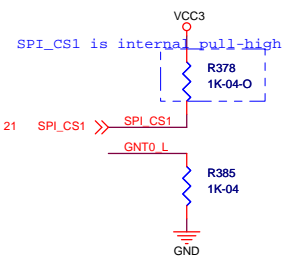 VCC3
SPI_CS1 is internal pull-high
R378
1K-04-O
21 SPI_CS1 SPI_CS1
GNT0_L
R385
1K-04
GND